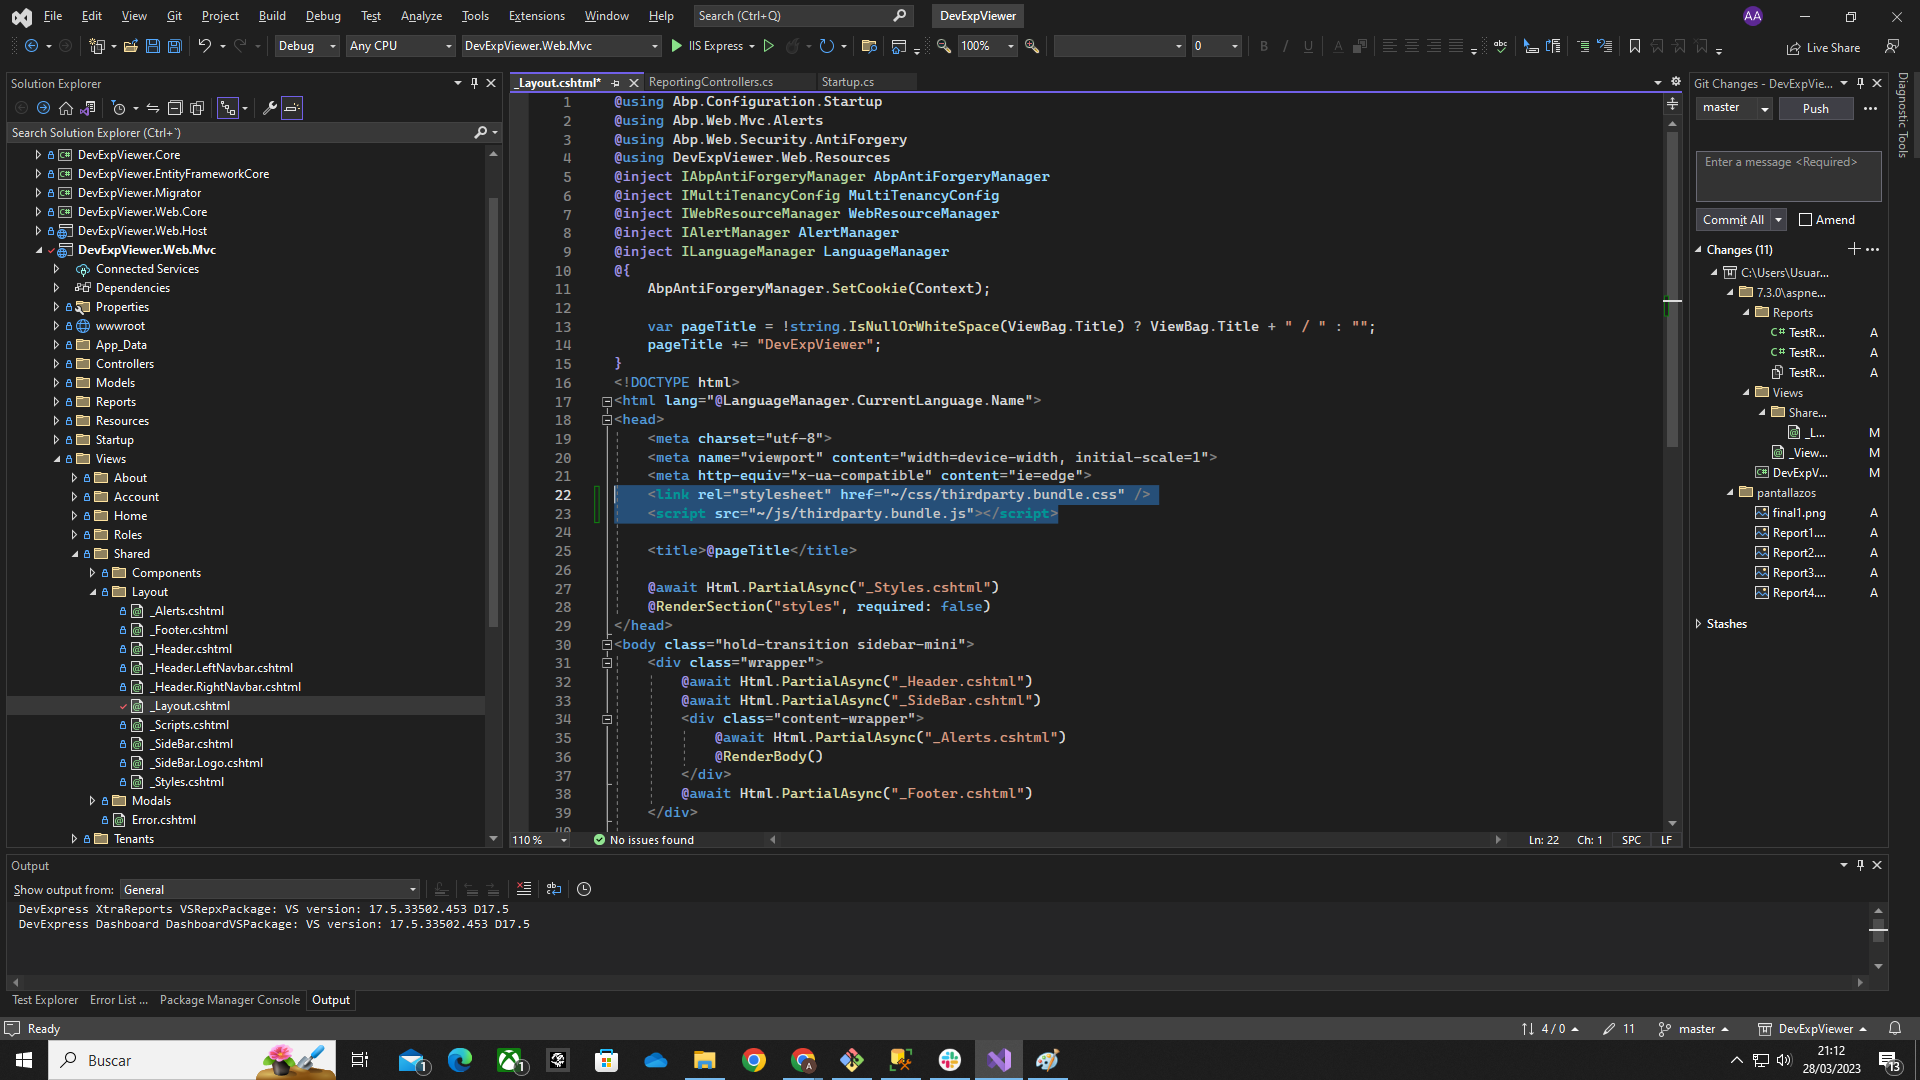 File Edit View Git Project Build Debug Test Analyze Tools Extensions Window Help Search (Ctrl+Q) DevExpViewer AA
Debug Any CPU DevExpViewer.Web.Mvc IIS Express 100% 0 Live Share
Solution Explorer
Search Solution Explorer (Ctrl+`)
DevExpViewer.Core
DevExpViewer.EntityFrameworkCore
DevExpViewer.Migrator
DevExpViewer.Web.Core
DevExpViewer.Web.Host
DevExpViewer.Web.Mvc
Connected Services
Dependencies
Properties
wwwroot
App_Data
Controllers
Models
Reports
Resources
Startup
Views
About
Account
Home
Roles
Shared
Components
Layout
_Alerts.cshtml
_Footer.cshtml
_Header.cshtml
_Header.LeftNavbar.cshtml
_Header.RightNavbar.cshtml
_Layout.cshtml
_Scripts.cshtml
_SideBar.cshtml
_SideBar.Logo.cshtml
_Styles.cshtml
Modals
Error.cshtml
Tenants
_Layout.cshtml* ReportingControllers.cs Startup.cs
1 @using Abp.Configuration.Startup
2 @using Abp.Web.Mvc.Alerts
3 @using Abp.Web.Security.AntiForgery
4 @using DevExpViewer.Web.Resources
5 @inject IAbpAntiForgeryManager AbpAntiForgeryManager
6 @inject IMultiTenancyConfig MultiTenancyConfig
7 @inject IWebResourceManager WebResourceManager
8 @inject IAlertManager AlertManager
9 @inject ILanguageManager LanguageManager
10 @{
11 AbpAntiForgeryManager.SetCookie(Context);
12
13 var pageTitle = !string.IsNullOrWhiteSpace(ViewBag.Title) ? ViewBag.Title + " / " : "";
14 pageTitle += "DevExpViewer";
15 }
16 <!DOCTYPE html>
17 <html lang="@LanguageManager.CurrentLanguage.Name">
18 <head>
19 <meta charset="utf-8">
20 <meta name="viewport" content="width=device-width, initial-scale=1">
21 <meta http-equiv="x-ua-compatible" content="ie=edge">
22 <link rel="stylesheet" href="~/css/thirdparty.bundle.css" />
23 <script src="~/js/thirdparty.bundle.js"></script>
24
25 <title>@pageTitle</title>
26
27 @await Html.PartialAsync("_Styles.cshtml")
28 @RenderSection("styles", required: false)
29 </head>
30 <body class="hold-transition sidebar-mini">
31 <div class="wrapper">
32 @await Html.PartialAsync("_Header.cshtml")
33 @await Html.PartialAsync("_SideBar.cshtml")
34 <div class="content-wrapper">
35 @await Html.PartialAsync("_Alerts.cshtml")
36 @RenderBody()
37 </div>
38 @await Html.PartialAsync("_Footer.cshtml")
39 </div>
110 % No issues found Ln: 22 Ch: 1 SPC LF
Git Changes - DevExpVie...
master Push
Enter a message <Required>
Commit All Amend
Changes (11)
C:\Users\Usuar...
7.3.0\aspne...
Reports
TestR... A
TestR... A
TestR... A
Views
Share...
_L... M
_View... M
DevExpV... M
pantallazos
final1.png A
Report1.... A
Report2.... A
Report3.... A
Report4.... A
Stashes
Diagnostic Tools
Output
Show output from: General
DevExpress XtraReports VSRepxPackage: VS version: 17.5.33502.453 D17.5
DevExpress Dashboard DashboardVSPackage: VS version: 17.5.33502.453 D17.5
Test Explorer Error List ... Package Manager Console Output
Ready 4 / 0 11 master DevExpViewer
Buscar 1 1 A 21:12
28/03/2023 13